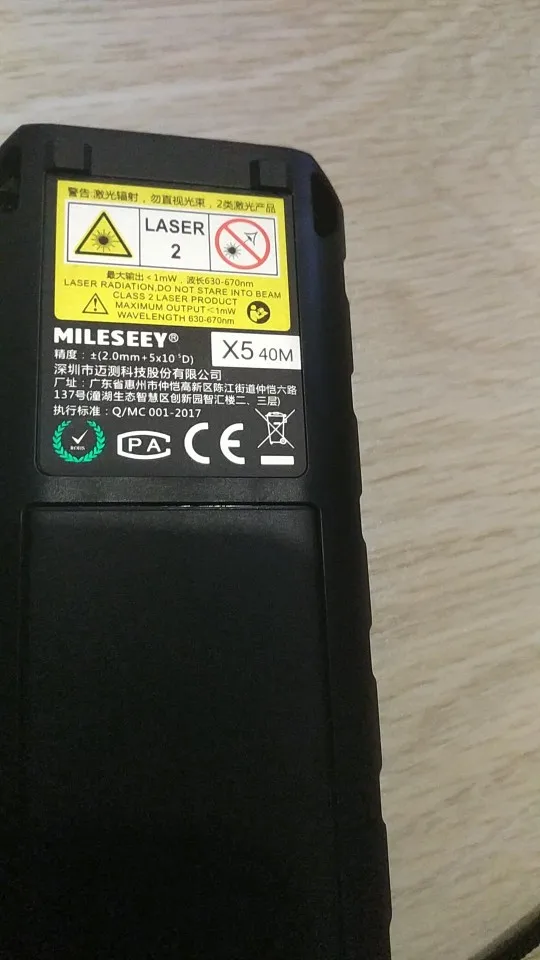 警告:激光辐射，勿直视光束，2类激光产品
LASER
2
最大输出<1mW，波长630-670nm
LASER RADIATION,DO NOT STARE INTO BEAM
CLASS 2 LASER PRODUCT
MAXIMUM OUTPUT<1mW
WAVELENGTH 630-670nm
MILESEEY®
X5 40M
精度：±(2.0mm+5x10⁻⁵D)
深圳市迈测科技股份有限公司
厂址：广东省惠州市仲恺高新区陈江街道仲恺六路
137号(潼湖生态智慧区创新园智汇楼二、三层)
执行标准：Q/MC 001-2017
ROHS
PA
CE